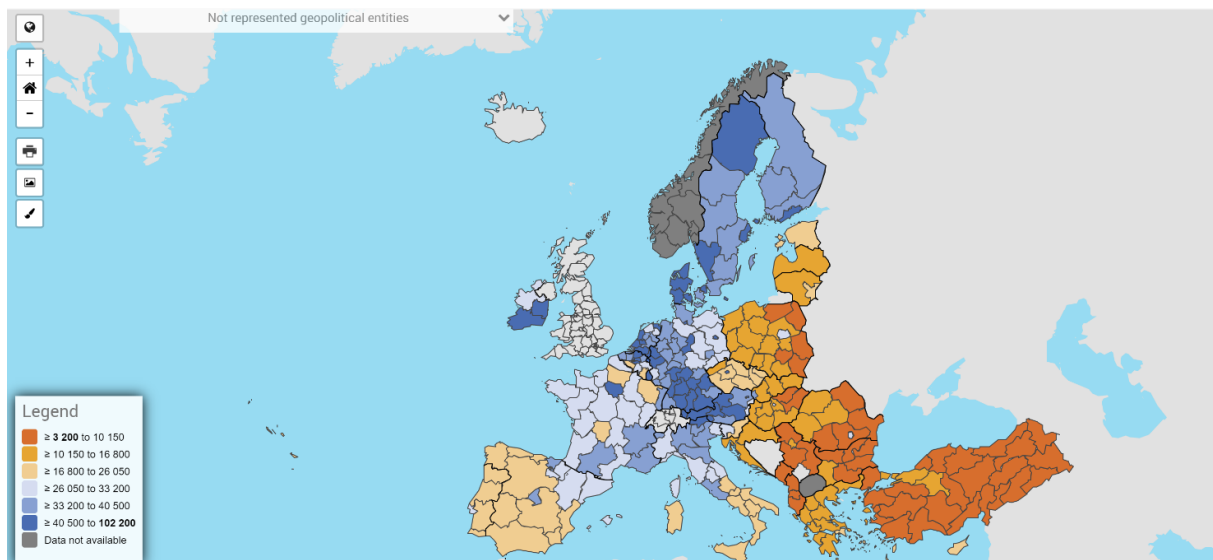 Not represented geopolitical entities
+
−
Legend
≥ 3 200 to 10 150
≥ 10 150 to 16 800
≥ 16 800 to 26 050
≥ 26 050 to 33 200
≥ 33 200 to 40 500
≥ 40 500 to 102 200
Data not available